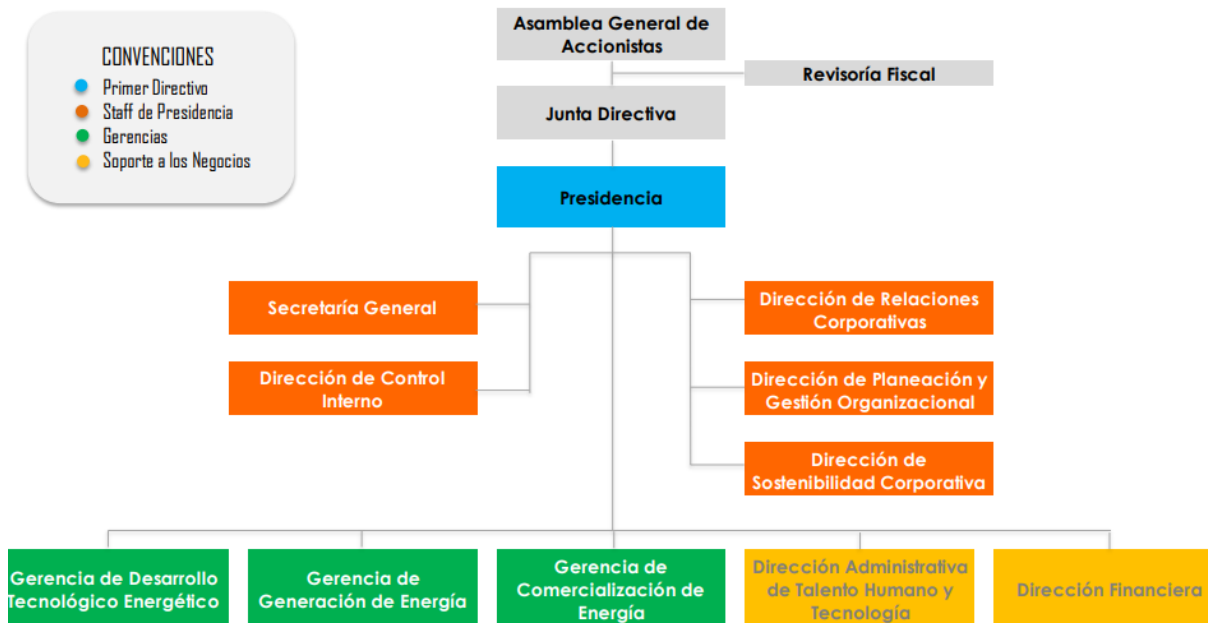 CONVENCIONES
Primer Directivo
Staff de Presidencia
Gerencias
Soporte a los Negocios
Asamblea General de
Accionistas
Revisoría Fiscal
Junta Directiva
Presidencia
Secretaría General
Dirección de Control
Interno
Dirección de Relaciones
Corporativas
Dirección de Planeación y
Gestión Organizacional
Dirección de
Sostenibilidad Corporativa
Gerencia de Desarrollo
Tecnológico Energético
Gerencia de
Generación de Energía
Gerencia de
Comercialización de
Energía
Dirección Administrativa
de Talento Humano y
Tecnología
Dirección Financiera